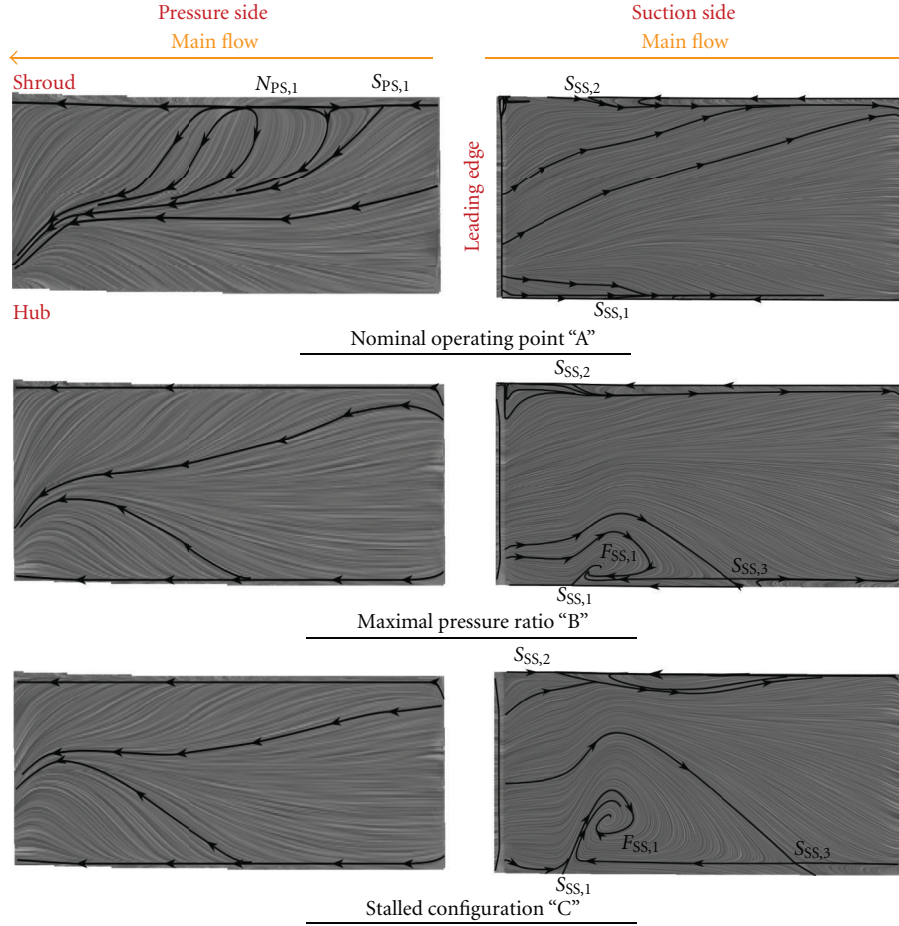 Pressure side
Suction side
Main flow
Main flow
Shroud
N_PS,1
S_PS,1
S_SS,2
Leading edge
S_SS,1
Hub
Nominal operating point “A”
S_SS,2
F_SS,1
S_SS,3
S_SS,1
Maximal pressure ratio “B”
S_SS,2
F_SS,1
S_SS,3
S_SS,1
Stalled configuration “C”